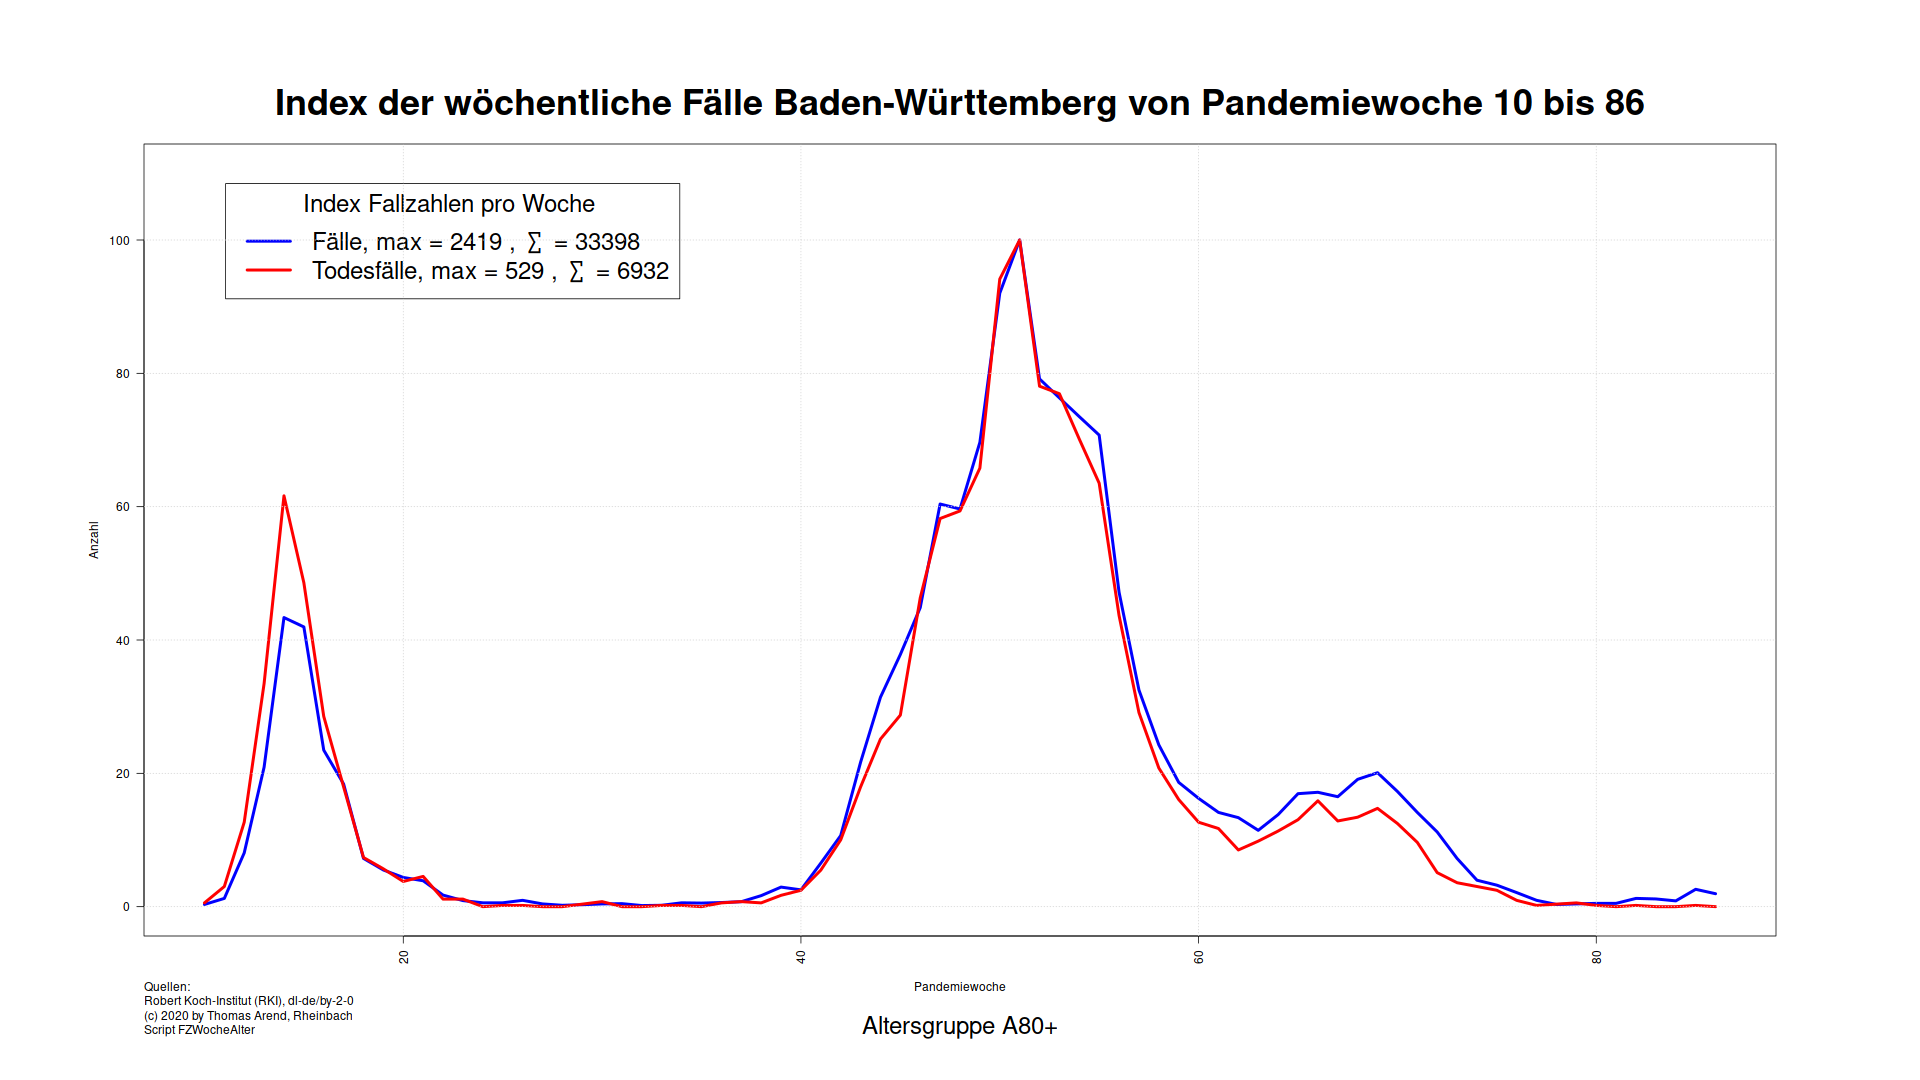 Index der wöchentliche Fälle Baden-Württemberg von Pandemiewoche 10 bis 86
Index Fallzahlen pro Woche
Fälle, max = 2419 , ∑ = 33398
Todesfälle, max = 529 , ∑ = 6932
100
80
60
40
20
0
Anzahl
20
40
60
80
Pandemiewoche
Altersgruppe A80+
Quellen:
Robert Koch-Institut (RKI), dl-de/by-2-0
(c) 2020 by Thomas Arend, Rheinbach
Script FZWocheAlter